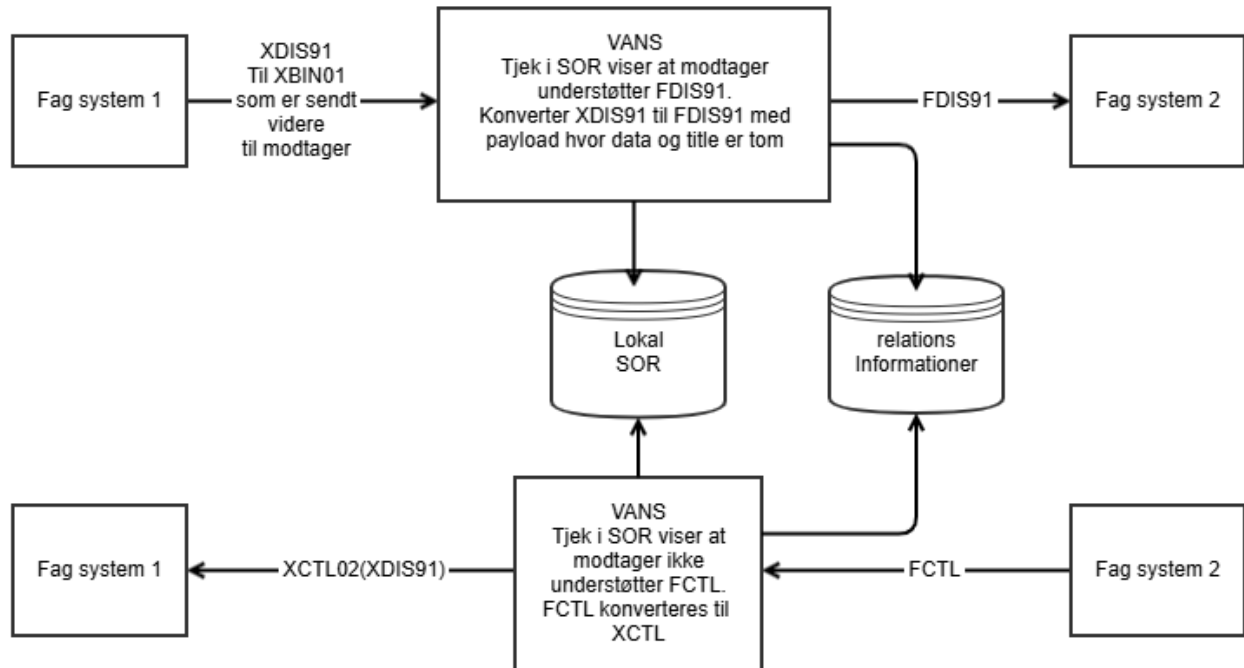 Fag system 1
XDIS91
Til XBIN01
som er sendt
videre
til modtager
VANS
Tjek i SOR viser at modtager
understøtter FDIS91.
Konverter XDIS91 til FDIS91 med
payload hvor data og title er tom
FDIS91
Fag system 2
Lokal
SOR
relations
Informationer
Fag system 1
XCTL02(XDIS91)
VANS
Tjek i SOR viser at
modtager ikke
understøtter FCTL.
FCTL konverteres til
XCTL
FCTL
Fag system 2